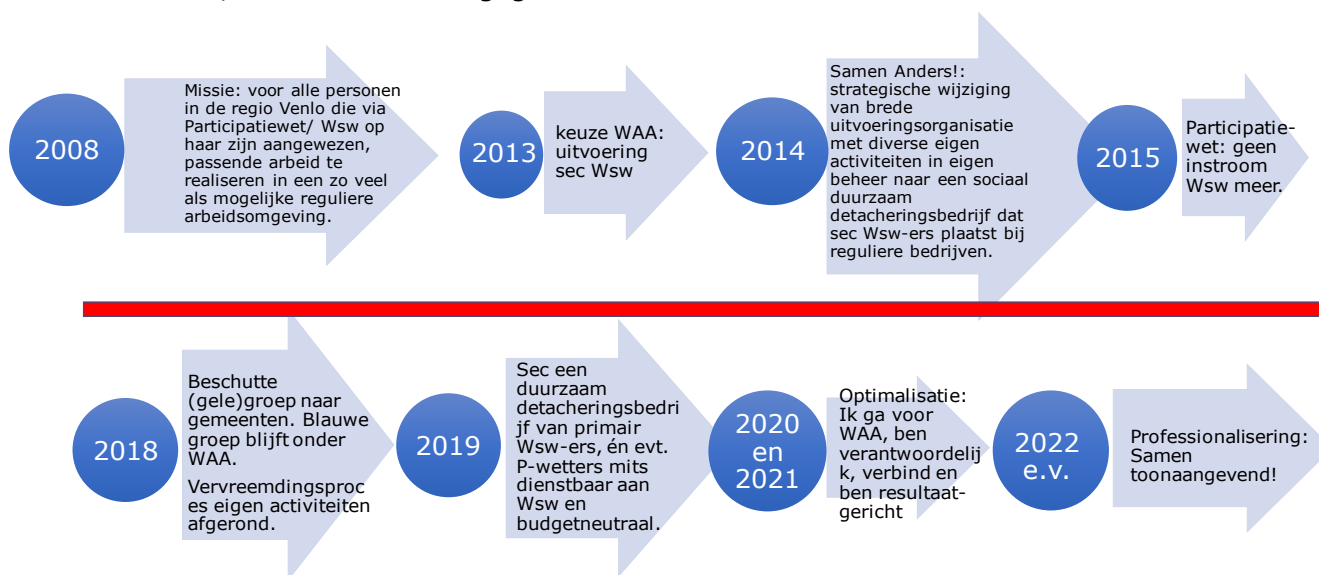 2008
Missie: voor alle personen
in de regio Venlo die via
Participatiewet/ Wsw op
haar zijn aangewezen,
passende arbeid te
realiseren in een zo veel
als mogelijke reguliere
arbeidsomgeving.
2013
keuze WAA:
uitvoering
sec Wsw
2014
Samen Anders!:
strategische wijziging
van brede
uitvoeringsorganisatie
met diverse eigen
activiteiten in eigen
beheer naar een sociaal
duurzaam
detacheringsbedrijf dat
sec Wsw-ers plaatst bij
reguliere bedrijven.
2015
Participatie-
wet: geen
instroom
Wsw meer.
2018
Beschutte
(gele)groep naar
gemeenten. Blauwe
groep blijft onder
WAA.
Vervreemdingsproc
es eigen activiteiten
afgerond.
2019
Sec een
duurzaam
detacheringsbedri
jf van primair
Wsw-ers, én evt.
P-wetters mits
dienstbaar aan
Wsw en
budgetneutraal.
2020
en
2021
Optimalisatie:
Ik ga voor
WAA, ben
verantwoordelij
k, verbind en
ben resultaat-
gericht
2022
e.v.
Professionalisering:
Samen
toonaangevend!